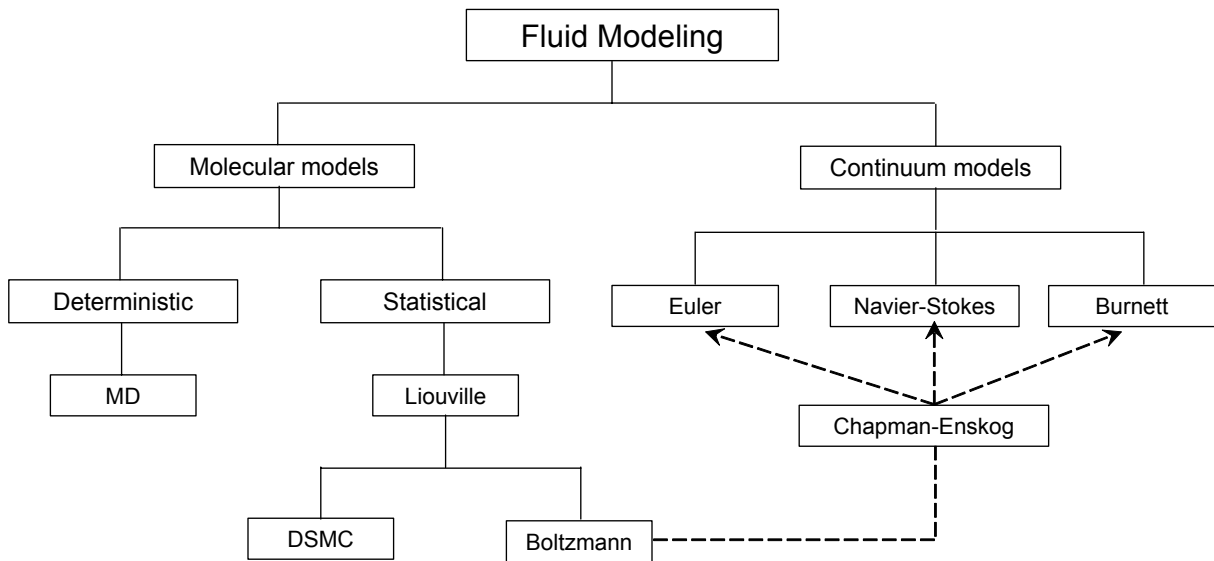 Fluid Modeling
Molecular models
Continuum models
Deterministic
Statistical
Euler
Navier-Stokes
Burnett
MD
Liouville
Chapman-Enskog
DSMC
Boltzmann